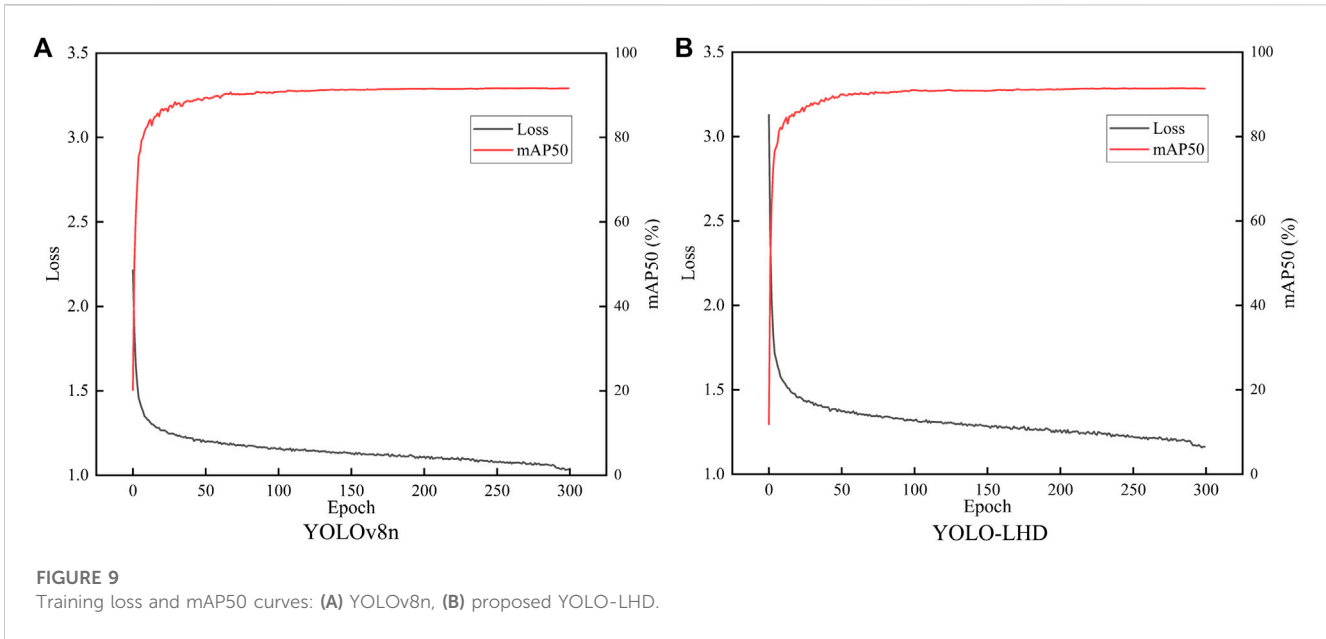 A
3.5
3.0
2.5
2.0
1.5
1.0
Loss
100
80
60
40
20
0
mAP50 (%)
Loss
mAP50
0 50 100 150 200 250 300
Epoch
YOLOv8n
B
3.5
3.0
2.5
2.0
1.5
1.0
Loss
100
80
60
40
20
0
mAP50 (%)
Loss
mAP50
0 50 100 150 200 250 300
Epoch
YOLO-LHD
FIGURE 9
Training loss and mAP50 curves: (A) YOLOv8n, (B) proposed YOLO-LHD.